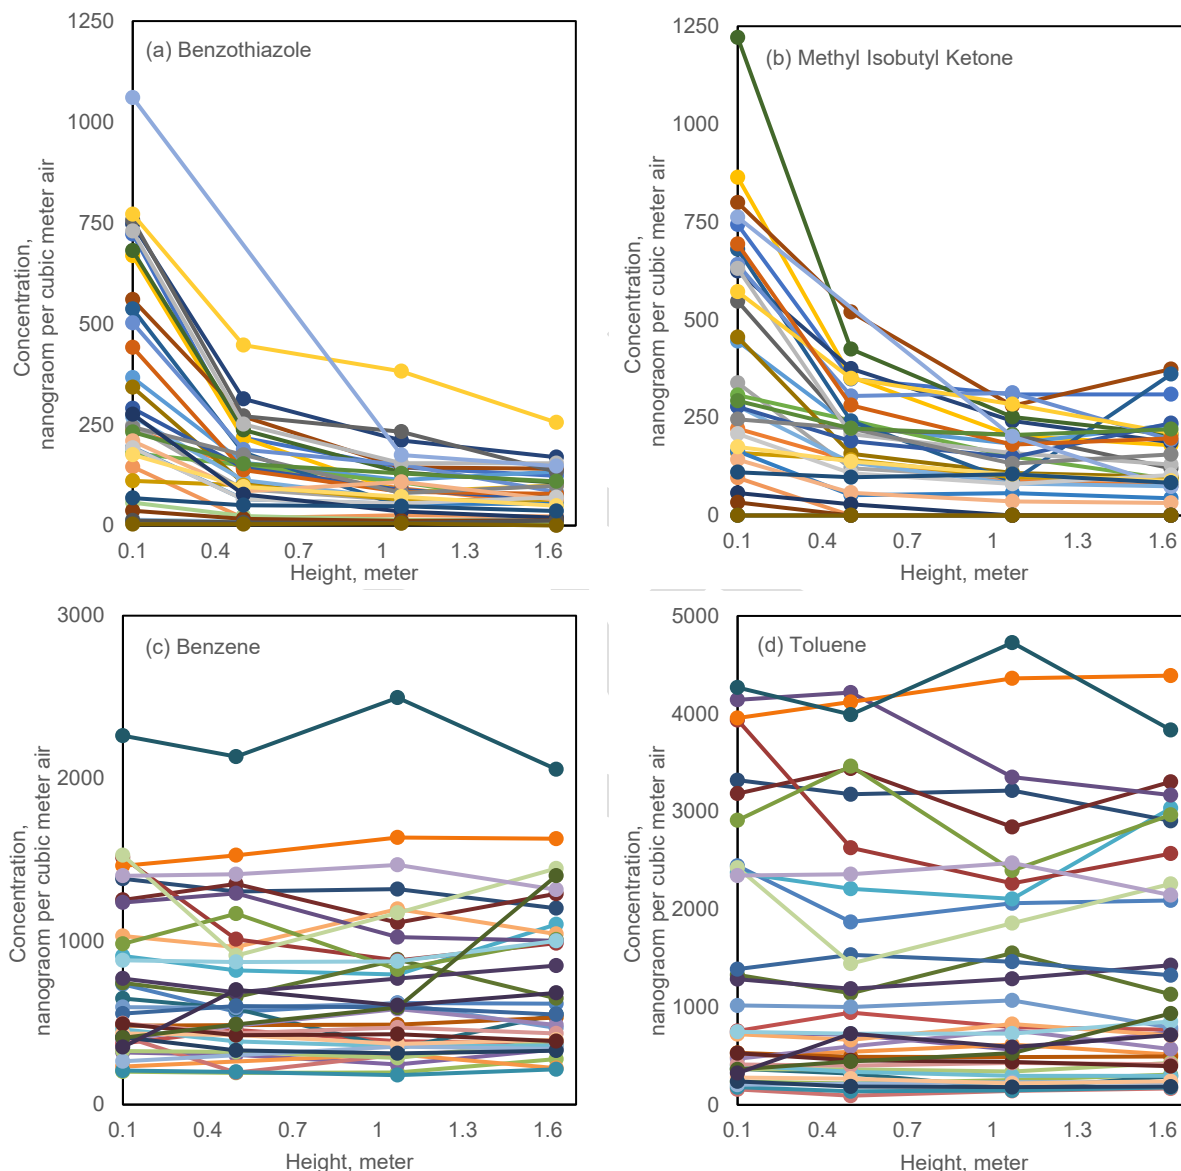 1250
(a) Benzothiazole
1000
750
500
250
0
Concentration,
nanograom per cubic meter air
0.1 0.4 0.7 1 1.3 1.6
Height, meter
1250
(b) Methyl Isobutyl Ketone
1000
750
500
250
0
Concentration,
nanograom per cubic meter air
0.1 0.4 0.7 1 1.3 1.6
Height, meter
3000
(c) Benzene
2000
1000
0
Concentration,
nanograom per cubic meter air
0.1 0.4 0.7 1 1.3 1.6
Height, meter
5000
(d) Toluene
4000
3000
2000
1000
0
Concentration,
nanograom per cubic meter air
0.1 0.4 0.7 1 1.3 1.6
Height, meter